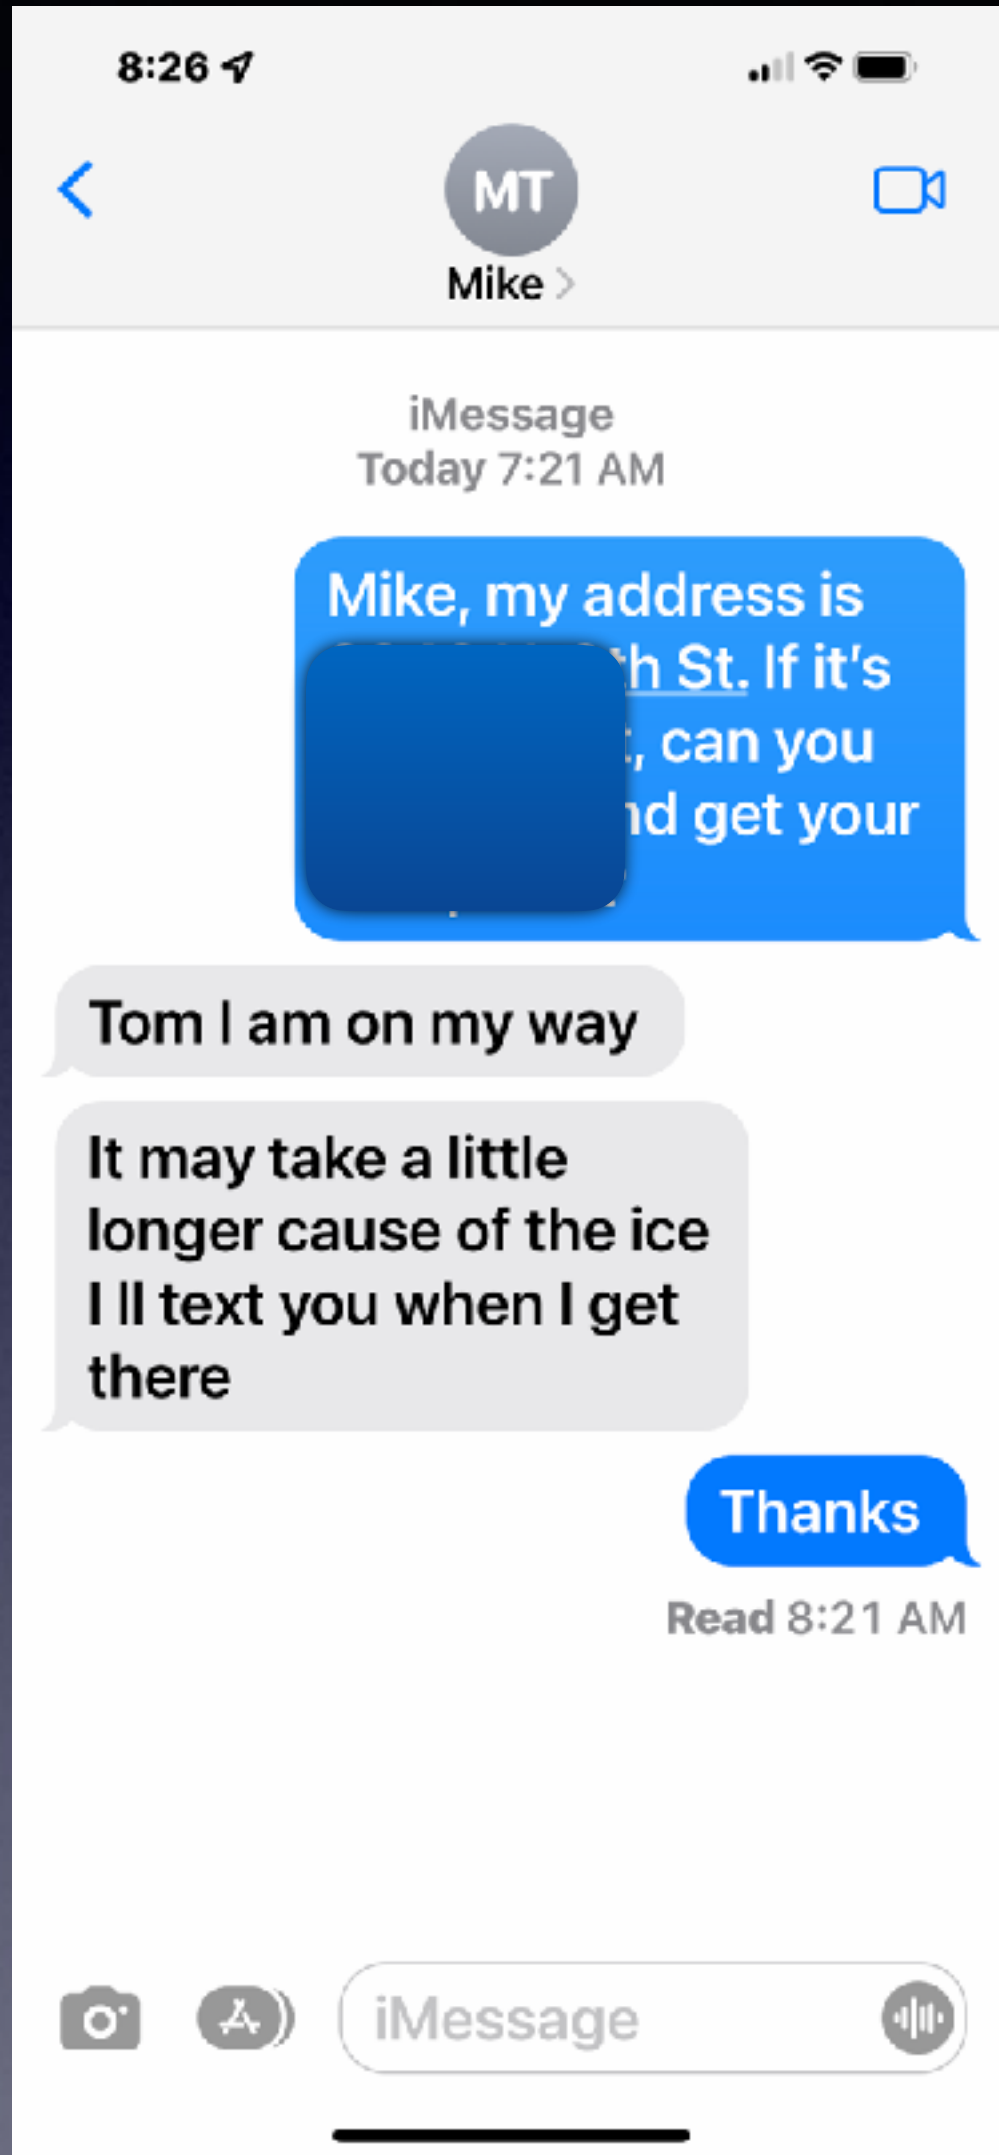 8:26
MT
Mike
iMessage
Today 7:21 AM
Mike, my address is
St. If it's
can you
get your
Tom I am on my way
It may take a little
longer cause of the ice
I ll text you when I get
there
Thanks
Read 8:21 AM
iMessage